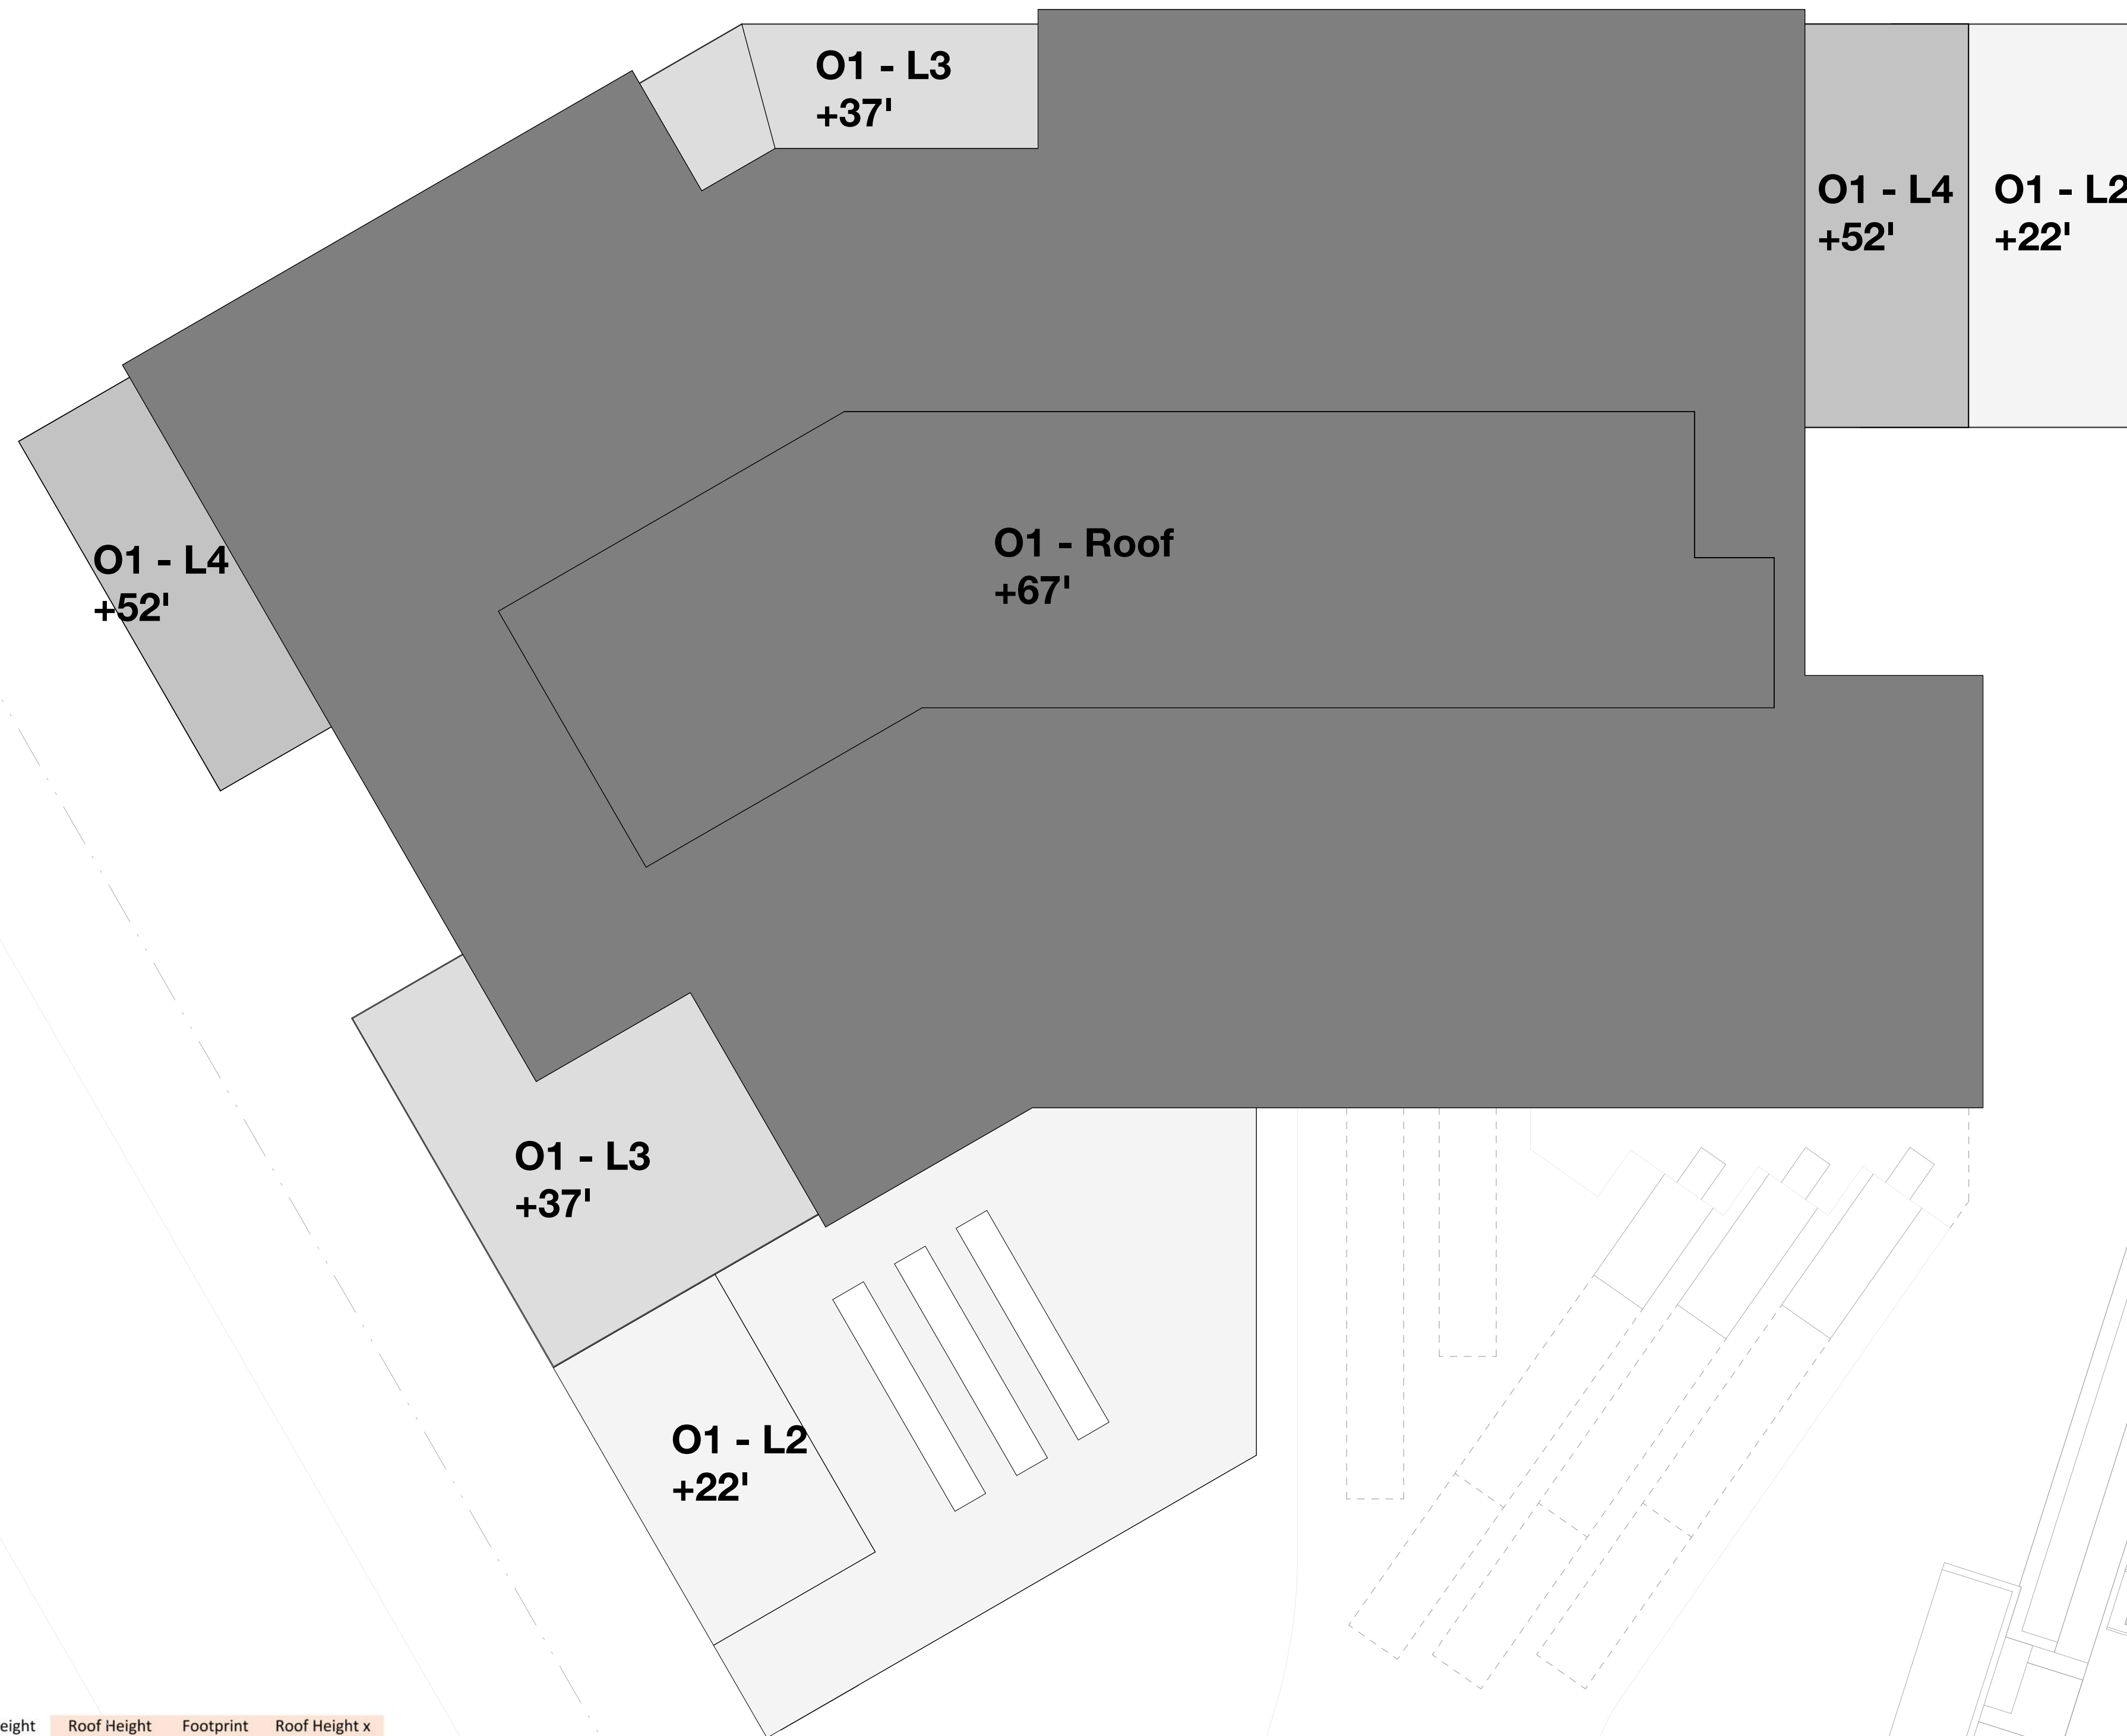 O1 - L3
+37'
O1 - L4
+52'
O1 - L2
+22'
O1 - Roof
+67'
O1 - L4
+52'
O1 - L3
+37'
O1 - L2
+22'
eight Roof Height Footprint Roof Height x